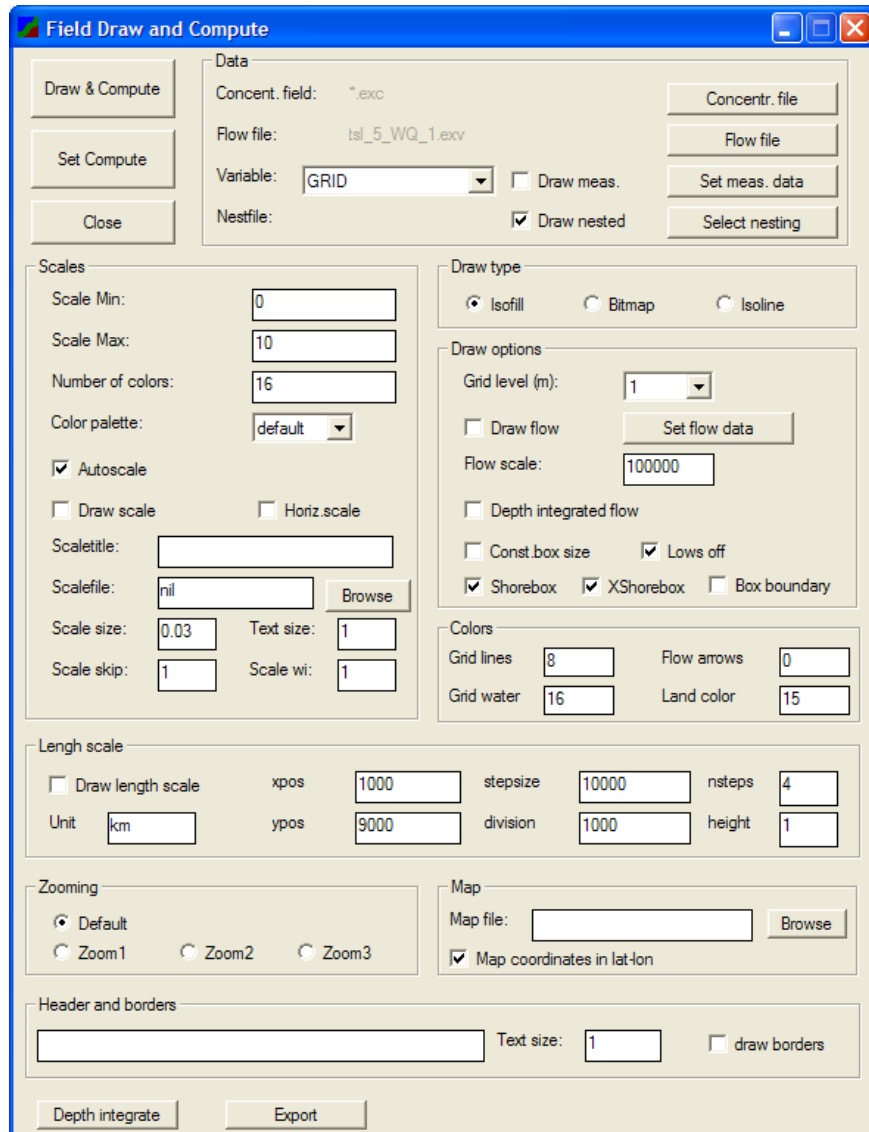 Field Draw and Compute
Draw & Compute
Set Compute
Close
Data
Concent. field: *.exc
Concentr. file
Flow file: tsl_5_WQ_1.exv
Flow file
Variable: GRID
Draw meas.
Set meas. data
Nestfile:
Draw nested
Select nesting
Scales
Scale Min: 0
Scale Max: 10
Number of colors: 16
Color palette: default
Autoscale
Draw scale Horiz.scale
Scaletitle:
Scalefile: nil Browse
Scale size: 0.03 Text size: 1
Scale skip: 1 Scale wi: 1
Draw type
Isofill Bitmap Isoline
Draw options
Grid level (m): 1
Draw flow Set flow data
Flow scale: 100000
Depth integrated flow
Const.box size Lows off
Shorebox XShorebox Box boundary
Colors
Grid lines 8 Flow arrows 0
Grid water 16 Land color 15
Lengh scale
Draw length scale xpos 1000 stepsize 10000 nsteps 4
Unit km ypos 9000 division 1000 height 1
Zooming
Default
Zoom1 Zoom2 Zoom3
Map
Map file: Browse
Map coordinates in lat-lon
Header and borders
Text size: 1 draw borders
Depth integrate Export